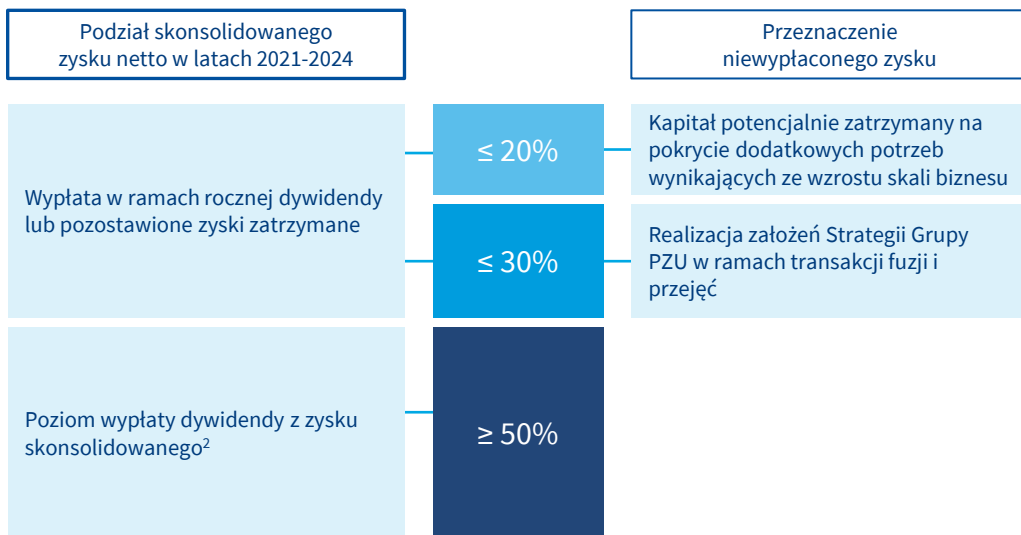 Podział skonsolidowanego
zysku netto w latach 2021-2024
Przeznaczenie
niewypłaconego zysku
Wypłata w ramach rocznej dywidendy
lub pozostawione zyski zatrzymane
≤ 20%
Kapitał potencjalnie zatrzymany na
pokrycie dodatkowych potrzeb
wynikających ze wzrostu skali biznesu
≤ 30%
Realizacja założeń Strategii Grupy
PZU w ramach transakcji fuzji i
przejęć
Poziom wypłaty dywidendy z zysku
skonsolidowanego²
≥ 50%